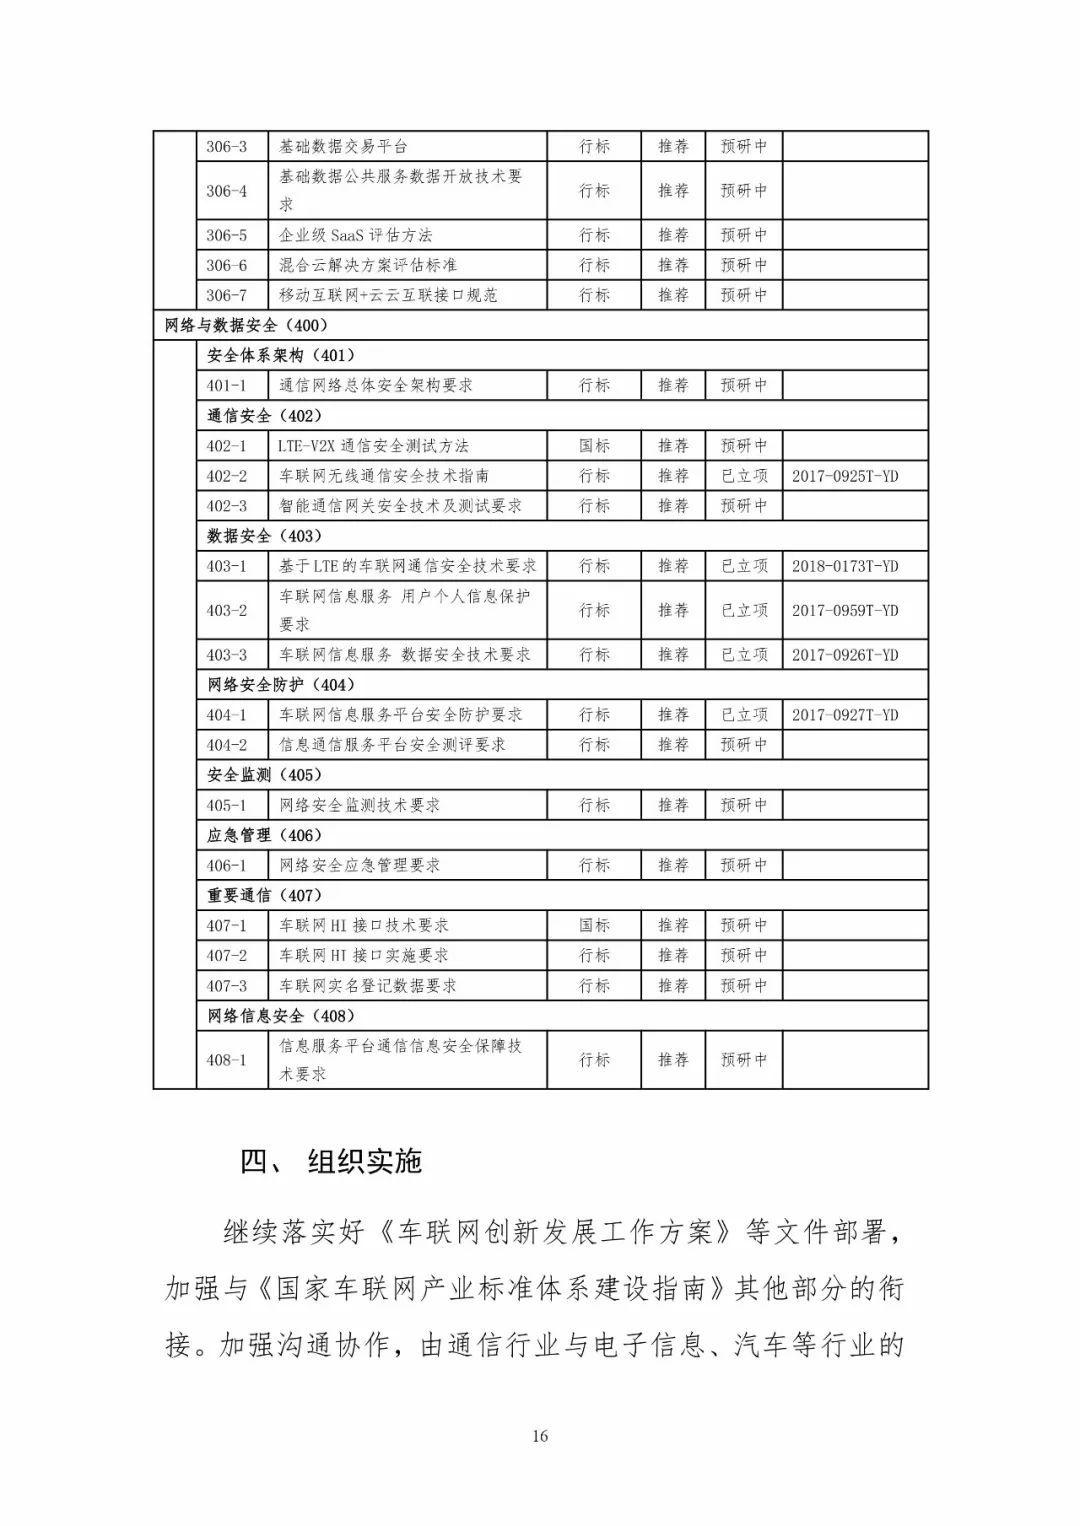 306-3 基础数据交易平台 行标 推荐 预研中
306-4 基础数据公共服务数据开放技术要 行标 推荐 预研中
求
306-5 企业级 SaaS 评估方法 行标 推荐 预研中
306-6 混合云解决方案评估标准 行标 推荐 预研中
306-7 移动互联网+云云互联接口规范 行标 推荐 预研中
网络与数据安全（400）
安全体系架构（401）
401-1 通信网络总体安全架构要求 行标 推荐 预研中
通信安全（402）
402-1 LTE-V2X 通信安全测试方法 国标 推荐 预研中
402-2 车联网无线通信安全技术指南 行标 推荐 已立项 2017-0925T-YD
402-3 智能通信网关安全技术及测试要求 行标 推荐 预研中
数据安全（403）
403-1 基于 LTE 的车联网通信安全技术要求 行标 推荐 已立项 2018-0173T-YD
403-2 车联网信息服务 用户个人信息保护 行标 推荐 已立项 2017-0959T-YD
要求
403-3 车联网信息服务 数据安全技术要求 行标 推荐 已立项 2017-0926T-YD
网络安全防护（404）
404-1 车联网信息服务平台安全防护要求 行标 推荐 已立项 2017-0927T-YD
404-2 信息通信服务平台安全测评要求 行标 推荐 预研中
安全监测（405）
405-1 网络安全监测技术要求 行标 推荐 预研中
应急管理（406）
406-1 网络安全应急管理要求 行标 推荐 预研中
重要通信（407）
407-1 车联网 HI 接口技术要求 国标 推荐 预研中
407-2 车联网 HI 接口实施要求 行标 推荐 预研中
407-3 车联网实名登记数据要求 行标 推荐 预研中
网络信息安全（408）
408-1 信息服务平台通信信息安全保障技 行标 推荐 预研中
术要求
四、 组织实施
继续落实好《车联网创新发展工作方案》等文件部署，
加强与《国家车联网产业标准体系建设指南》其他部分的衔
接。加强沟通协作，由通信行业与电子信息、汽车等行业的
16